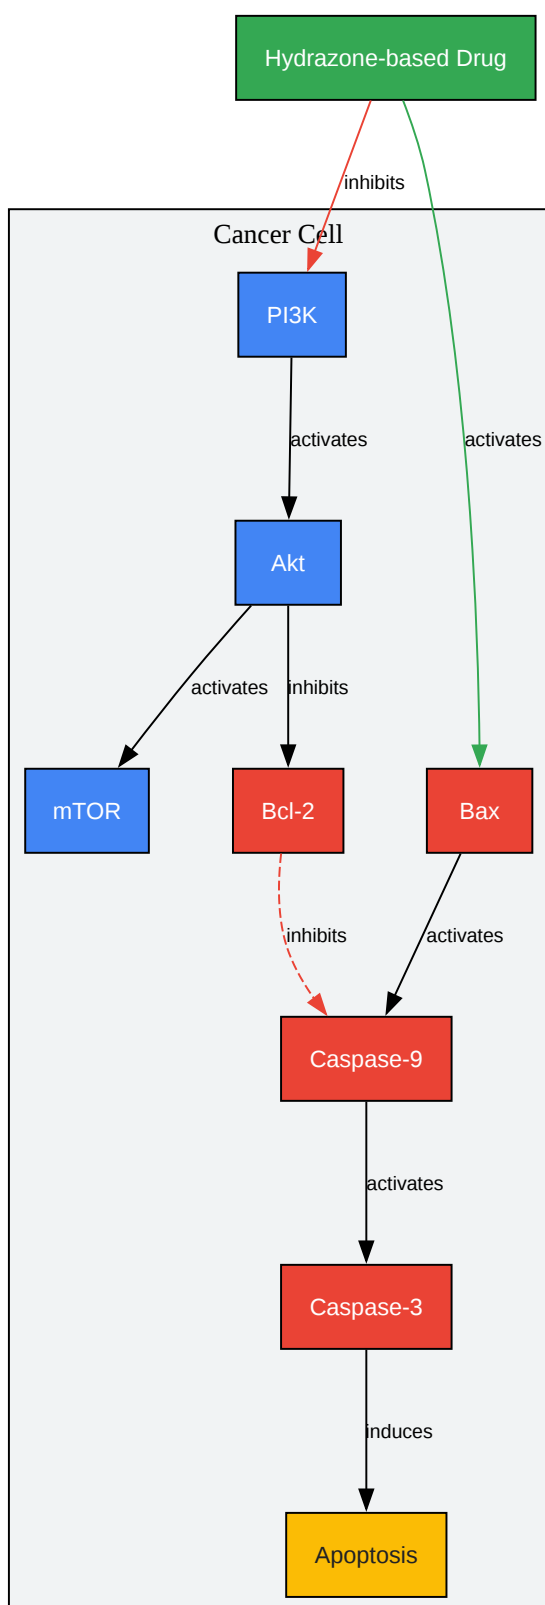 Hydrazone-based Drug
inhibits
Cancer Cell
PI3K
activates
activates
Akt
activates
inhibits
mTOR
Bcl-2
Bax
inhibits
activates
Caspase-9
activates
Caspase-3
induces
Apoptosis